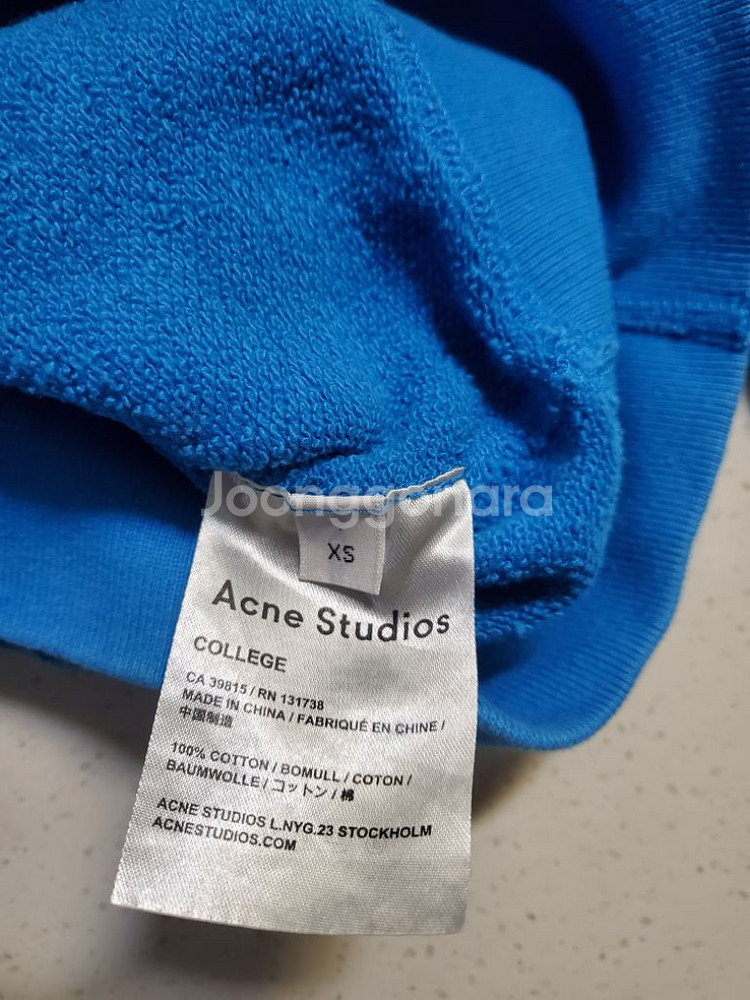 Joonggonara
XS
Acne Studios
COLLEGE
CA 39815 / RN 131738
MADE IN CHINA / FABRIQUÉ EN CHINE /
中国制造
100% COTTON / BOMULL / COTON /
BAUMWOLLE / コットン / 棉
ACNE STUDIOS L.NYG.23 STOCKHOLM
ACNESTUDIOS.COM